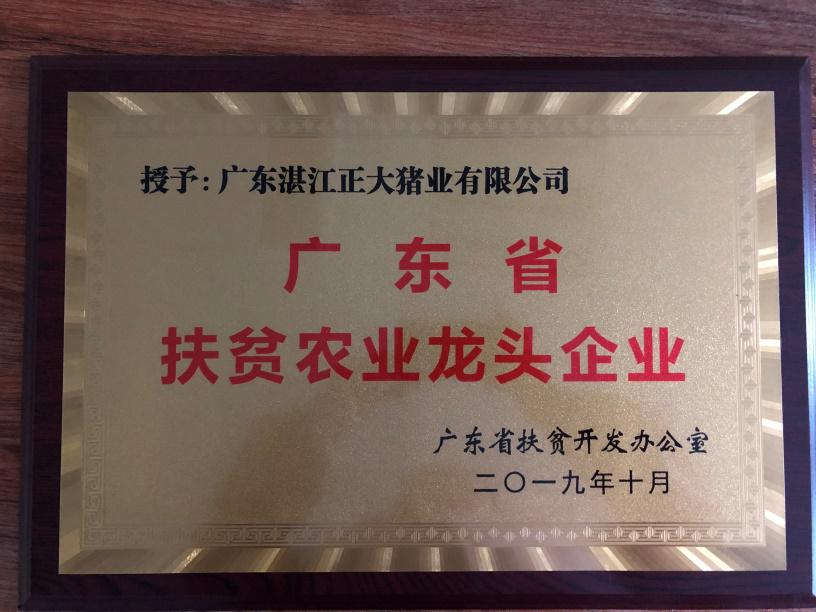 授予:广东湛江正大猪业有限公司
广东省
扶贫农业龙头企业
广东省扶贫开发办公室
二〇一九年十月